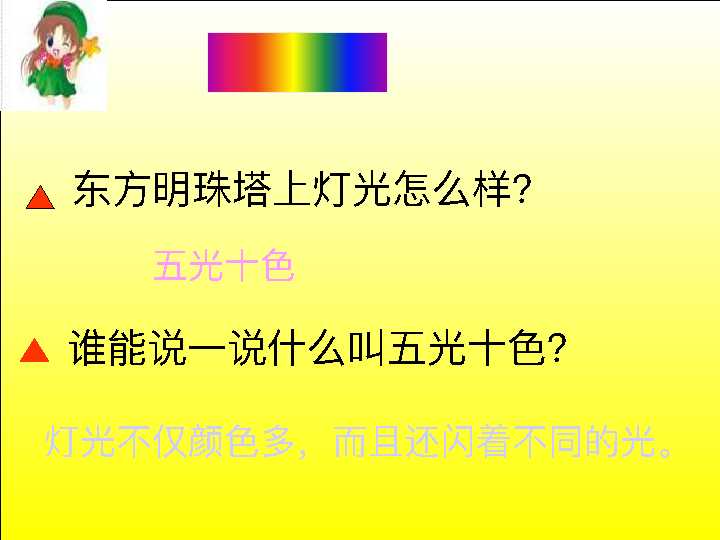 东方明珠塔上灯光怎么样?
五光十色
谁能说一说什么叫五光十色?
灯光不仅颜色多，而且还闪着不同的光。